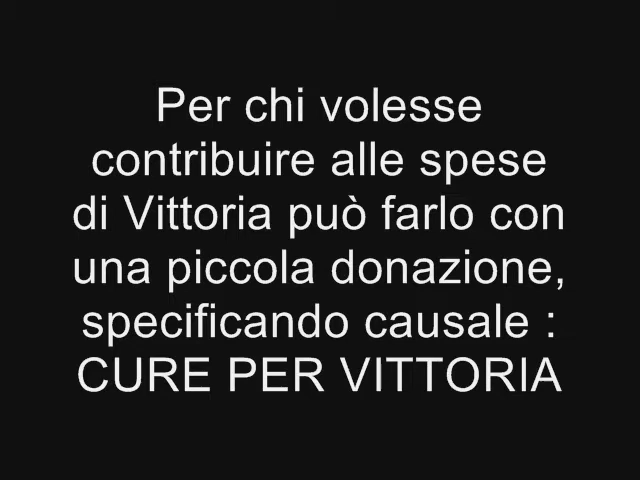 Per chi volesse
contribuire alle spese
di Vittoria può farlo con
una piccola donazione,
specificando causale :
CURE PER VITTORIA